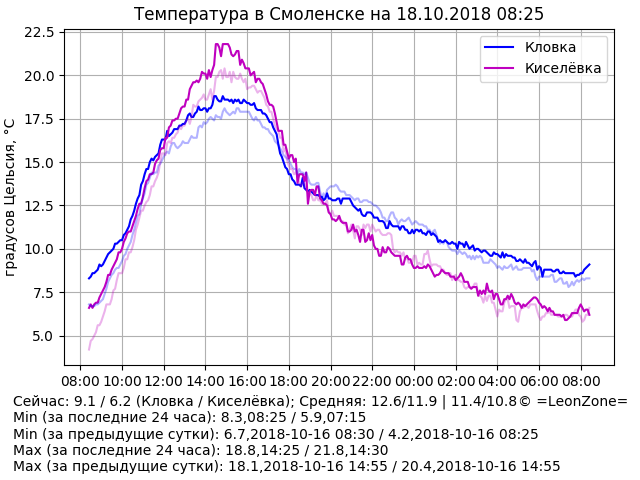 Температура в Смоленске на 18.10.2018 08:25
градусов Цельсия, °C
22.5
20.0
17.5
15.0
12.5
10.0
7.5
5.0
Кловка
Киселёвка
08:00 10:00 12:00 14:00 16:00 18:00 20:00 22:00 00:00 02:00 04:00 06:00 08:00
Сейчас: 9.1 / 6.2 (Кловка / Киселёвка); Средняя: 12.6/11.9 | 11.4/10.8© =LeonZone=
Min (за последние 24 часа): 8.3,08:25 / 5.9,07:15
Min (за предыдущие сутки): 6.7,2018-10-16 08:30 / 4.2,2018-10-16 08:25
Max (за последние 24 часа): 18.8,14:25 / 21.8,14:30
Max (за предыдущие сутки): 18.1,2018-10-16 14:55 / 20.4,2018-10-16 14:55